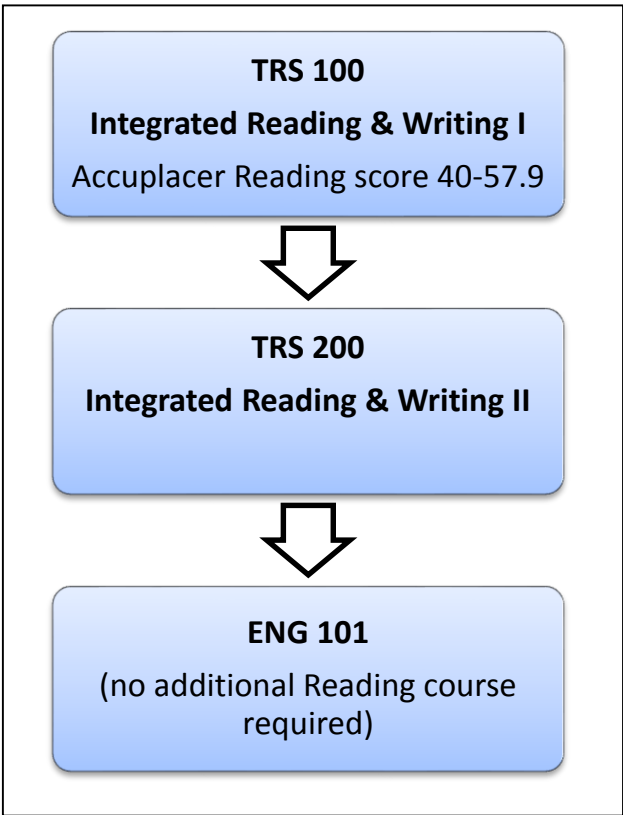 TRS 100
Integrated Reading & Writing I
Accuplacer Reading score 40-57.9
TRS 200
Integrated Reading & Writing II
ENG 101
(no additional Reading course
required)